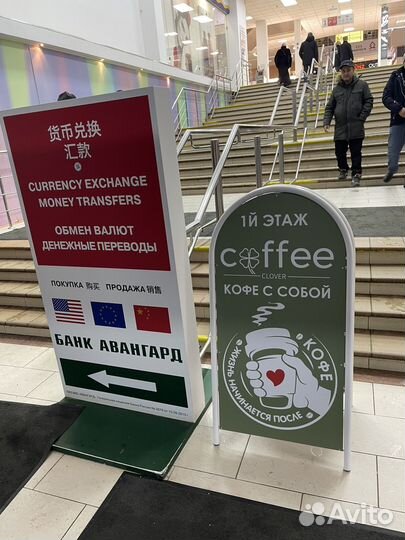 货币兑换
汇款
CURRENCY EXCHANGE
MONEY TRANSFERS
ОБМЕН ВАЛЮТ
ДЕНЕЖНЫЕ ПЕРЕВОДЫ
ПОКУПКА 购买 ПРОДАЖА 销售
БАНК АВАНГАРД
1Й ЭТАЖ
coffee
CLOVER
КОФЕ С СОБОЙ
ЖИЗНЬ НАЧИНАЕТСЯ ПОСЛЕ
КОФЕ
Avito